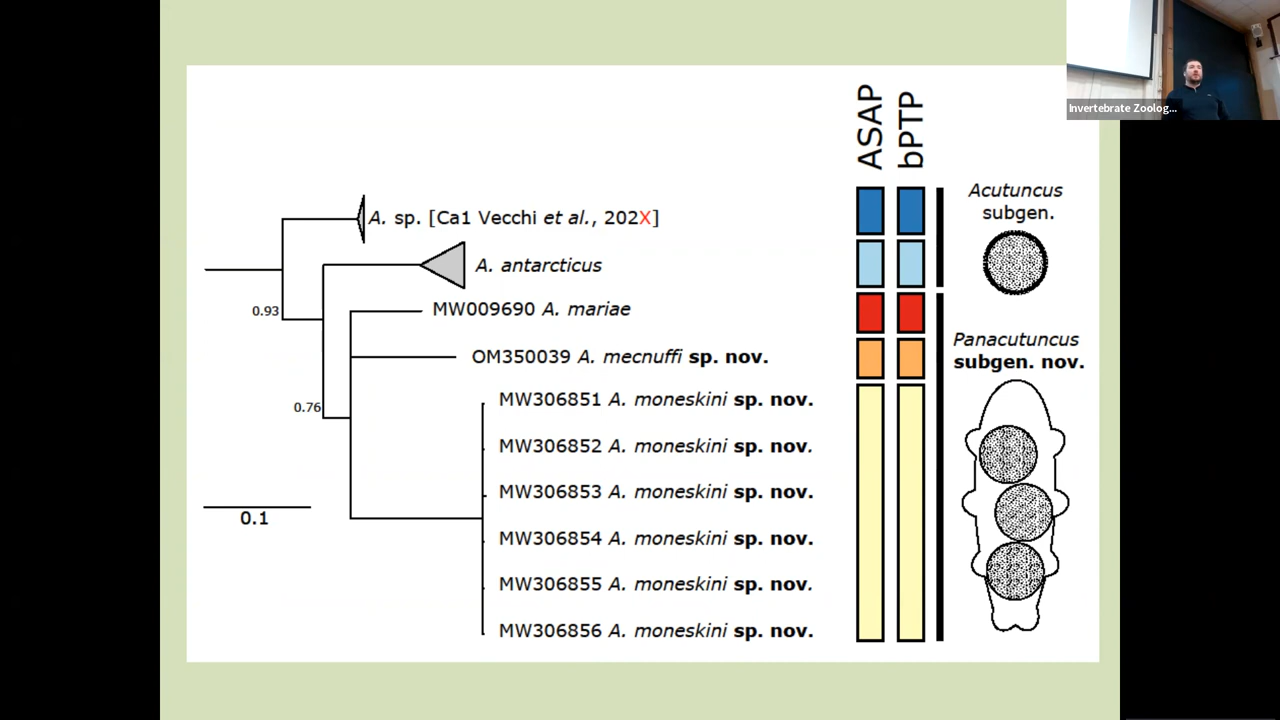 Invertebrate Zoolog...
ASAP
bPTP
A. sp. [Ca1 Vecchi et al., 202X]
A. antarcticus
MW009690 A. mariae
OM350039 A. mecnuffi sp. nov.
MW306851 A. moneskini sp. nov.
MW306852 A. moneskini sp. nov.
MW306853 A. moneskini sp. nov.
MW306854 A. moneskini sp. nov.
MW306855 A. moneskini sp. nov.
MW306856 A. moneskini sp. nov.
0.93
0.76
0.1
Acutuncus
subgen.
Panacutuncus
subgen. nov.